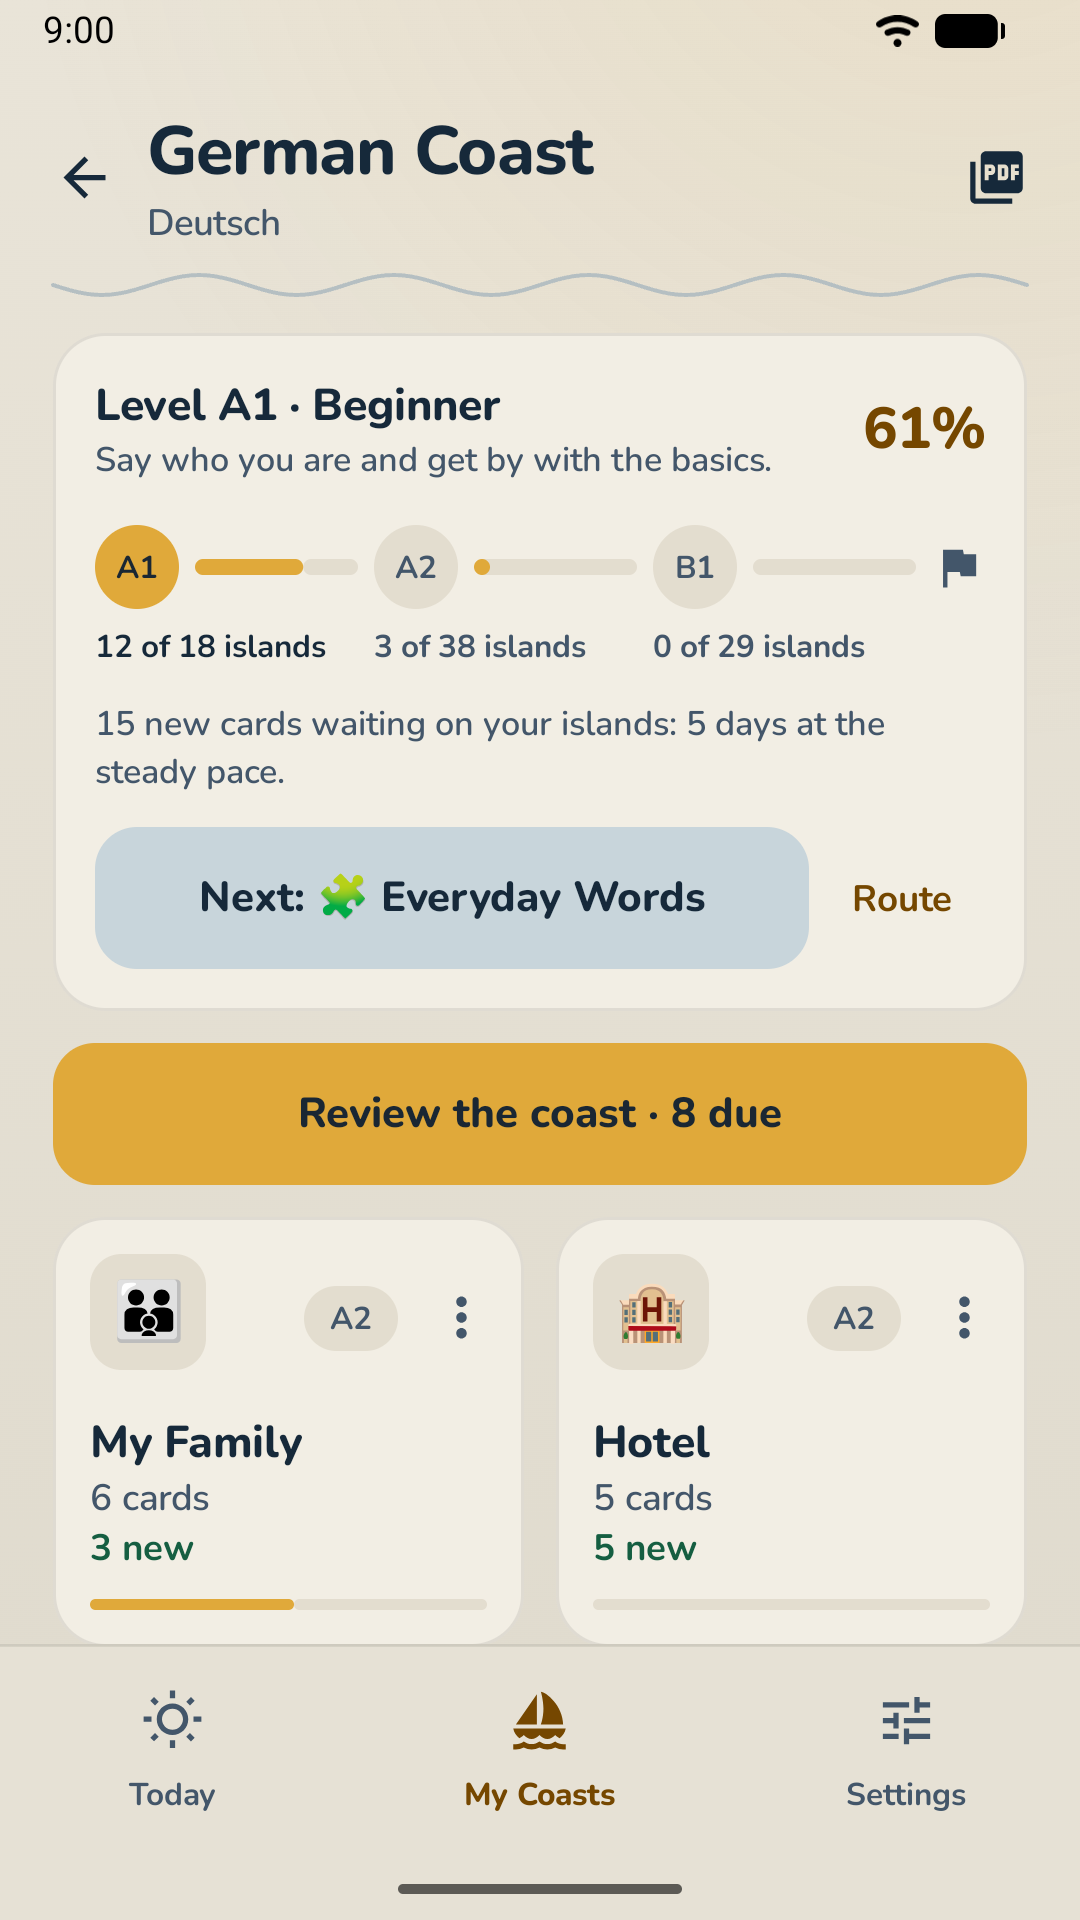 9:00
German Coast
PDF
Deutsch
Level A1 · Beginner
61%
Say who you are and get by with the basics.
A1
A2
B1
12 of 18 islands
3 of 38 islands
0 of 29 islands
15 new cards waiting on your islands: 5 days at the
steady pace.
Next: 🧩 Everyday Words
Route
Review the coast · 8 due
A2
H
A2
My Family
Hotel
6 cards
5 cards
3 new
5 new
Today
My Coasts
Settings